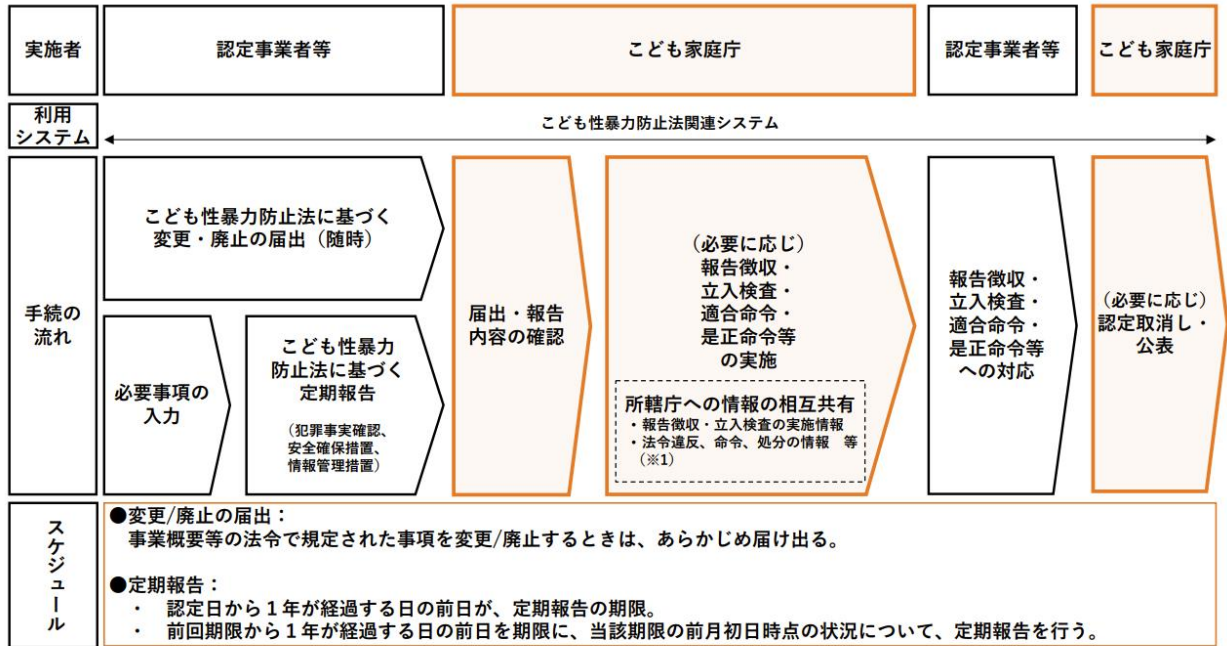 実施者
認定事業者等
こども家庭庁
認定事業者等
こども家庭庁
利用
システム
こども性暴力防止法関連システム
手続の
流れ
こども性暴力防止法に基づく
変更・廃止の届出（随時）
必要事項の
入力
こども性暴力
防止法に基づく
定期報告
（犯罪事実確認、
安全確保措置、
情報管理措置）
届出・報告
内容の確認
（必要に応じ）
報告徴収・
立入検査・
適合命令・
是正命令等
の実施
所轄庁への情報の相互共有
・報告徴収・立入検査の実施情報
・法令違反、命令、処分の情報　等
（※1）
報告徴収・
立入検査・
適合命令・
是正命令等
への対応
（必要に応じ）
認定取消し・
公表
スケジュール
●変更/廃止の届出：
事業概要等の法令で規定された事項を変更/廃止するときは、あらかじめ届け出る。
●定期報告：
・　認定日から１年が経過する日の前日が、定期報告の期限。
・　前回期限から１年が経過する日の前日を期限に、当該期限の前月初日時点の状況について、定期報告を行う。